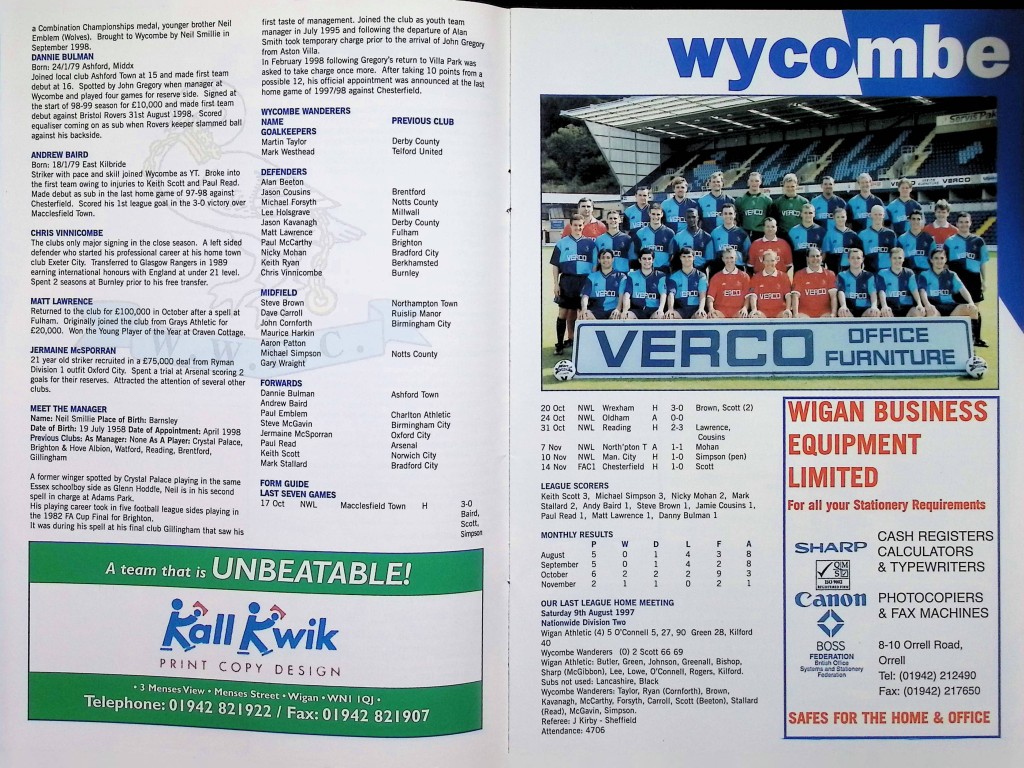 a Combination Championships medal, younger brother Neil
Emblem (Wolves). Brought to Wycombe by Neil Smillie in
September 1998.
DANNIE BULMAN
Born: 24/1/79 Ashford, Middx
Joined local club Ashford Town at 15 and made first team
debut at 16. Spotted by John Gregory when manager at
Wycombe and played four games for reserve side. Signed at
the start of 98-99 season for £10,000 and made first team
debut against Bristol Rovers 31st August 1998. Scored
equaliser coming on as sub when Rovers keeper slammed ball
against his backside.
ANDREW BAIRD
Born: 18/1/79 East Kilbride
Striker with pace and skill joined Wycombe as YT. Broke into
the first team owing to injuries to Keith Scott and Paul Read.
Made debut as sub in the last home game of 97-98 against
Chesterfield. Scored his 1st league goal in the 3-0 victory over
Macclesfield Town.
CHRIS VINNICOMBE
The clubs only major signing in the close season. A left sided
defender who started his professional career at his home town
club Exeter City. Transferred to Glasgow Rangers in 1989
earning international honours with England at under 21 level.
Spent 2 seasons at Burnley prior to his free transfer.
MATT LAWRENCE
Returned to the club for £100,000 in October after a spell at
Fulham. Originally joined the club from Grays Athletic for
£20,000. Won the Young Player of the Year at Craven Cottage.
JERMAINE McSPORRAN
21 year old striker recruited in a £75,000 deal from Ryman
Division 1 outfit Oxford City. Spent a trial at Arsenal scoring 2
goals for their reserves. Attracted the attention of several other
clubs.
MEET THE MANAGER
Name: Neil Smillie Place of Birth: Barnsley
Date of Birth: 19 July 1958 Date of Appointment: April 1998
Previous Clubs: As Manager: None As A Player: Crystal Palace,
Brighton & Hove Albion, Watford, Reading, Brentford,
Gillingham
A former winger spotted by Crystal Palace playing in the same
Essex schoolboy side as Glenn Hoddle, Neil is in his second
spell in charge at Adams Park.
His playing career took in five football league sides playing in
the 1982 FA Cup Final for Brighton.
It was during his spell at his final club Gillingham that saw his
first taste of management. Joined the club as youth team
manager in July 1995 and following the departure of Alan
Smith took temporary charge prior to the arrival of John Gregory
from Aston Villa.
In February 1998 following Gregory's return to Villa Park was
asked to take charge once more. After taking 10 points from a
possible 12, his official appointment was announced at the last
home game of 1997/98 against Chesterfield.
WYCOMBE WANDERERS
NAME PREVIOUS CLUB
GOALKEEPERS
Martin Taylor Derby County
Mark Westhead Telford United
DEFENDERS
Alan Beeton
Jason Cousins Brentford
Michael Forsyth Notts County
Lee Holsgrave Millwall
Jason Kavanagh Derby County
Matt Lawrence Fulham
Paul McCarthy Brighton
Nicky Mohan Bradford City
Keith Ryan Berkhamsted
Chris Vinnicombe Burnley
MIDFIELD
Steve Brown Northampton Town
Dave Carroll Ruislip Manor
John Cornforth Birmingham City
Maurice Harkin
Aaron Patton
Michael Simpson Notts County
Gary Wraight
FORWARDS
Dannie Bulman Ashford Town
Andrew Baird
Paul Emblem Charlton Athletic
Steve McGavin Birmingham City
Jermaine McSporran Oxford City
Paul Read Arsenal
Keith Scott Norwich City
Mark Stallard Bradford City
FORM GUIDE
LAST SEVEN GAMES
17 Oct NWL Macclesfield Town H 3-0
Baird,
Scott,
Simpson
W.W.F.C.
A team that is UNBEATABLE!
Kall Kwik
PRINT COPY DESIGN
• 3 Menses View • Menses Street • Wigan • WN1 1QJ •
Telephone: 01942 821922 / Fax: 01942 821907
wycombe
VERCO
VERCO OFFICE
FURNITURE
20 Oct NWL Wrexham H 3-0 Brown, Scott (2)
24 Oct NWL Oldham A 0-0
31 Oct NWL Reading H 2-3 Lawrence,
Cousins
7 Nov NWL North'pton T A 1-1 Mohan
10 Nov NWL Man. City H 1-0 Simpson (pen)
14 Nov FAC1 Chesterfield H 1-0 Scott
LEAGUE SCORERS
Keith Scott 3, Michael Simpson 3, Nicky Mohan 2, Mark
Stallard 2, Andy Baird 1, Steve Brown 1, Jamie Cousins 1,
Paul Read 1, Matt Lawrence 1, Danny Bulman 1
MONTHLY RESULTS
P W D L F A
August 5 0 1 4 3 8
September 5 0 1 4 2 8
October 6 2 2 2 9 3
November 2 1 1 0 2 1
OUR LAST LEAGUE HOME MEETING
Saturday 9th August 1997
Nationwide Division Two
Wigan Athletic (4) 5 O'Connell 5, 27, 90 Green 28, Kilford
40
Wycombe Wanderers (0) 2 Scott 66 69
Wigan Athletic: Butler, Green, Johnson, Greenall, Bishop,
Sharp (McGibbon), Lee, Lowe, O'Connell, Rogers, Kilford.
Subs not used: Lancashire, Black
Wycombe Wanderers: Taylor, Ryan (Cornforth), Brown,
Kavanagh, McCarthy, Forsyth, Carroll, Scott (Beeton), Stallard
(Read), McGavin, Simpson.
Referee: J Kirby - Sheffield
Attendance: 4706
WIGAN BUSINESS
EQUIPMENT
LIMITED
For all your Stationery Requirements
SHARP
CASH REGISTERS
CALCULATORS
& TYPEWRITERS
Canon
PHOTOCOPIERS
& FAX MACHINES
BOSS
FEDERATION
British Office
Systems and Stationery
Federation
8-10 Orrell Road,
Orrell
Tel: (01942) 212490
Fax: (01942) 217650
SAFES FOR THE HOME & OFFICE